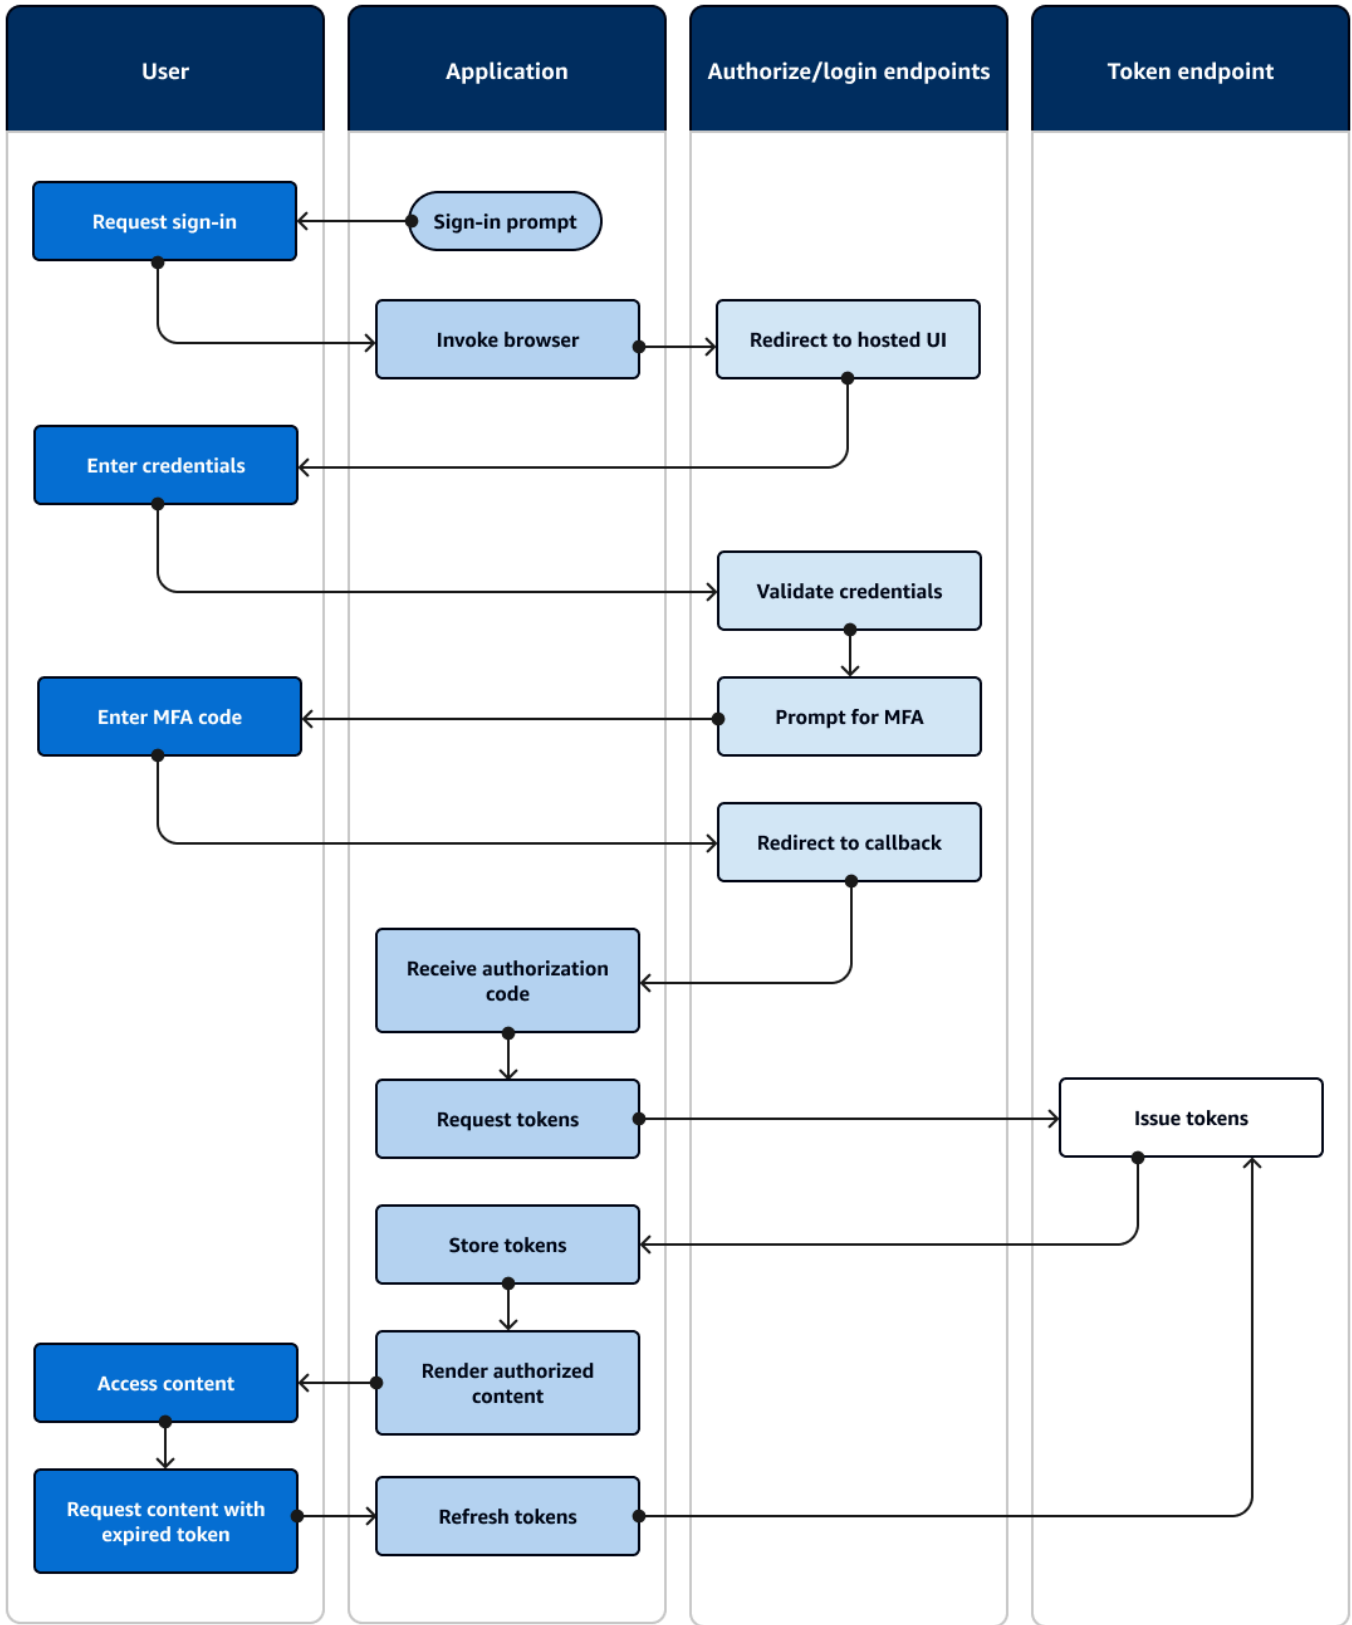 User
Application
Authorize/login endpoints
Token endpoint
Request sign-in
Sign-in prompt
Invoke browser
Redirect to hosted UI
Enter credentials
Validate credentials
Enter MFA code
Prompt for MFA
Redirect to callback
Receive authorization
code
Request tokens
Issue tokens
Store tokens
Access content
Render authorized
content
Request content with
expired token
Refresh tokens